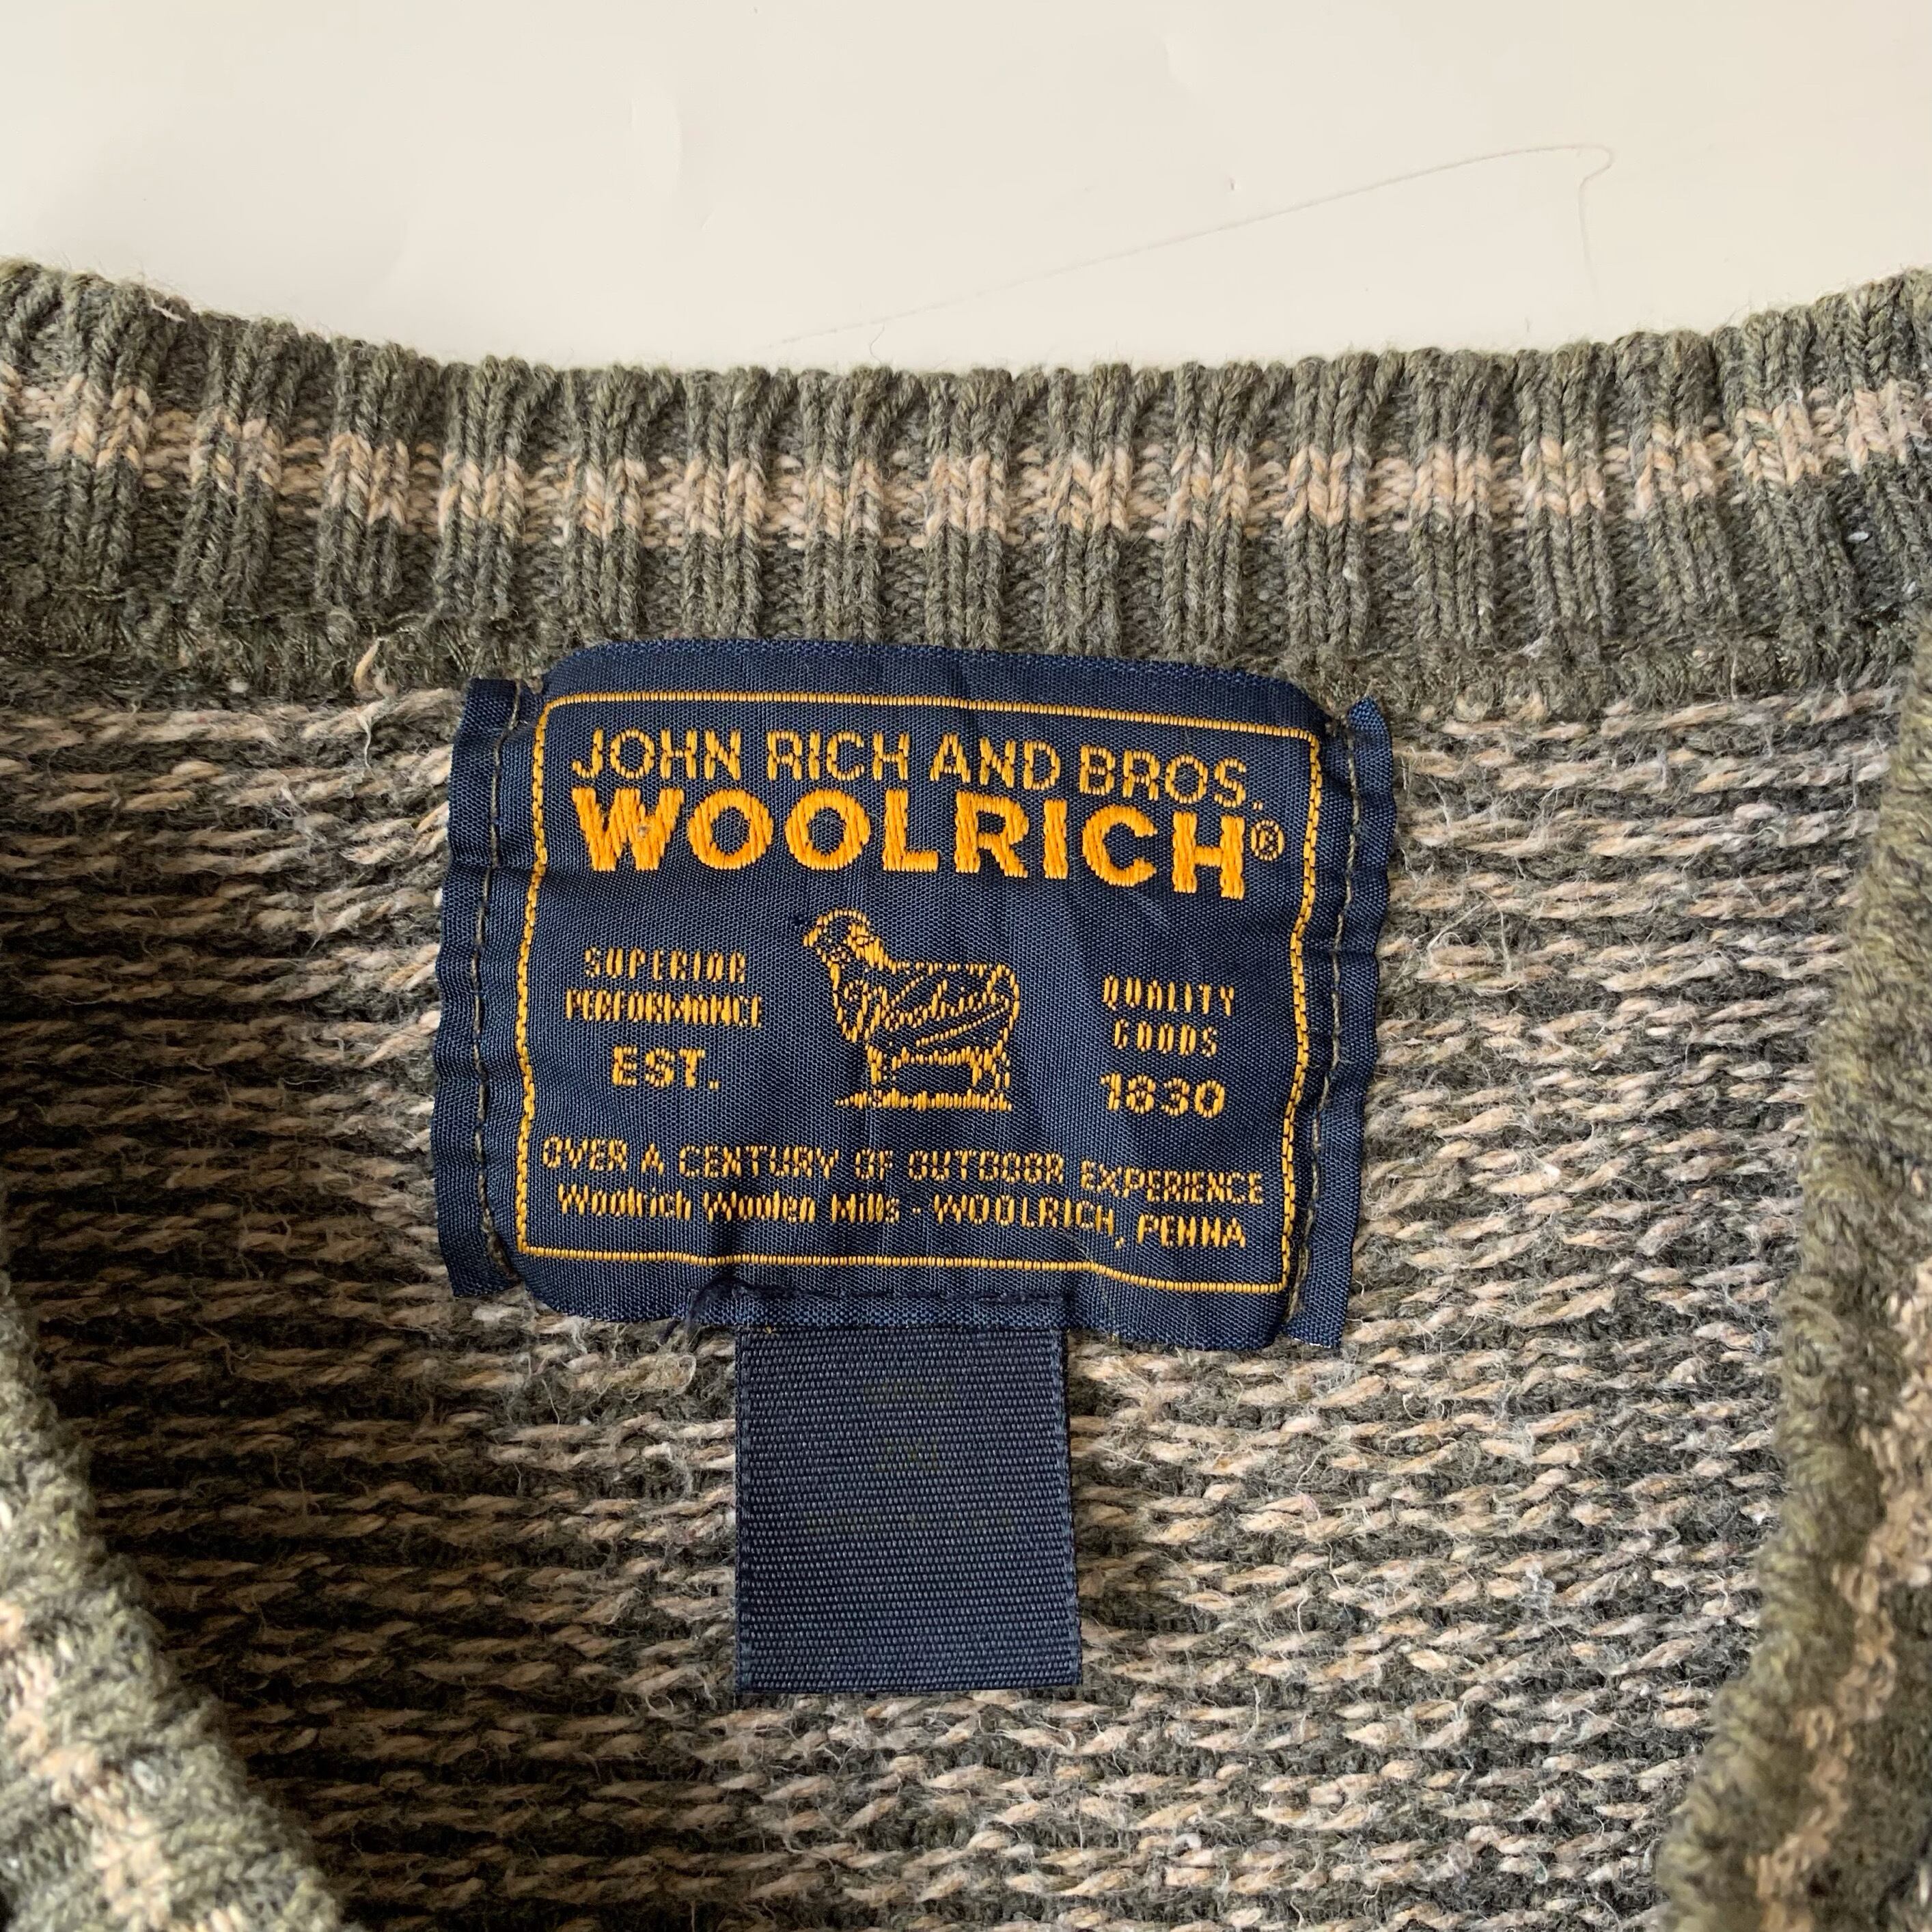 JOHN RICH AND BROS.
WOOLRICH®
SUPERIOR
PERFORMANCE
EST.
Woolrich
QUALITY
GOODS
1830
OVER A CENTURY OF OUTDOOR EXPERIENCE
Woolrich Woolen Mills - WOOLRICH, PENNA